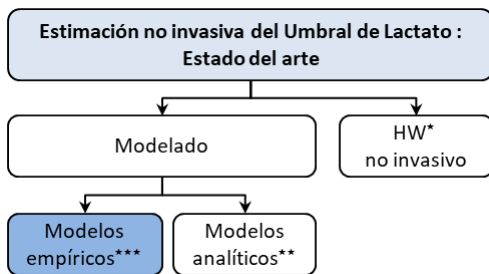 Estimación no invasiva del Umbral de Lactato :
Estado del arte
Modelado
HW*
no invasivo
Modelos
empíricos***
Modelos
analíticos**